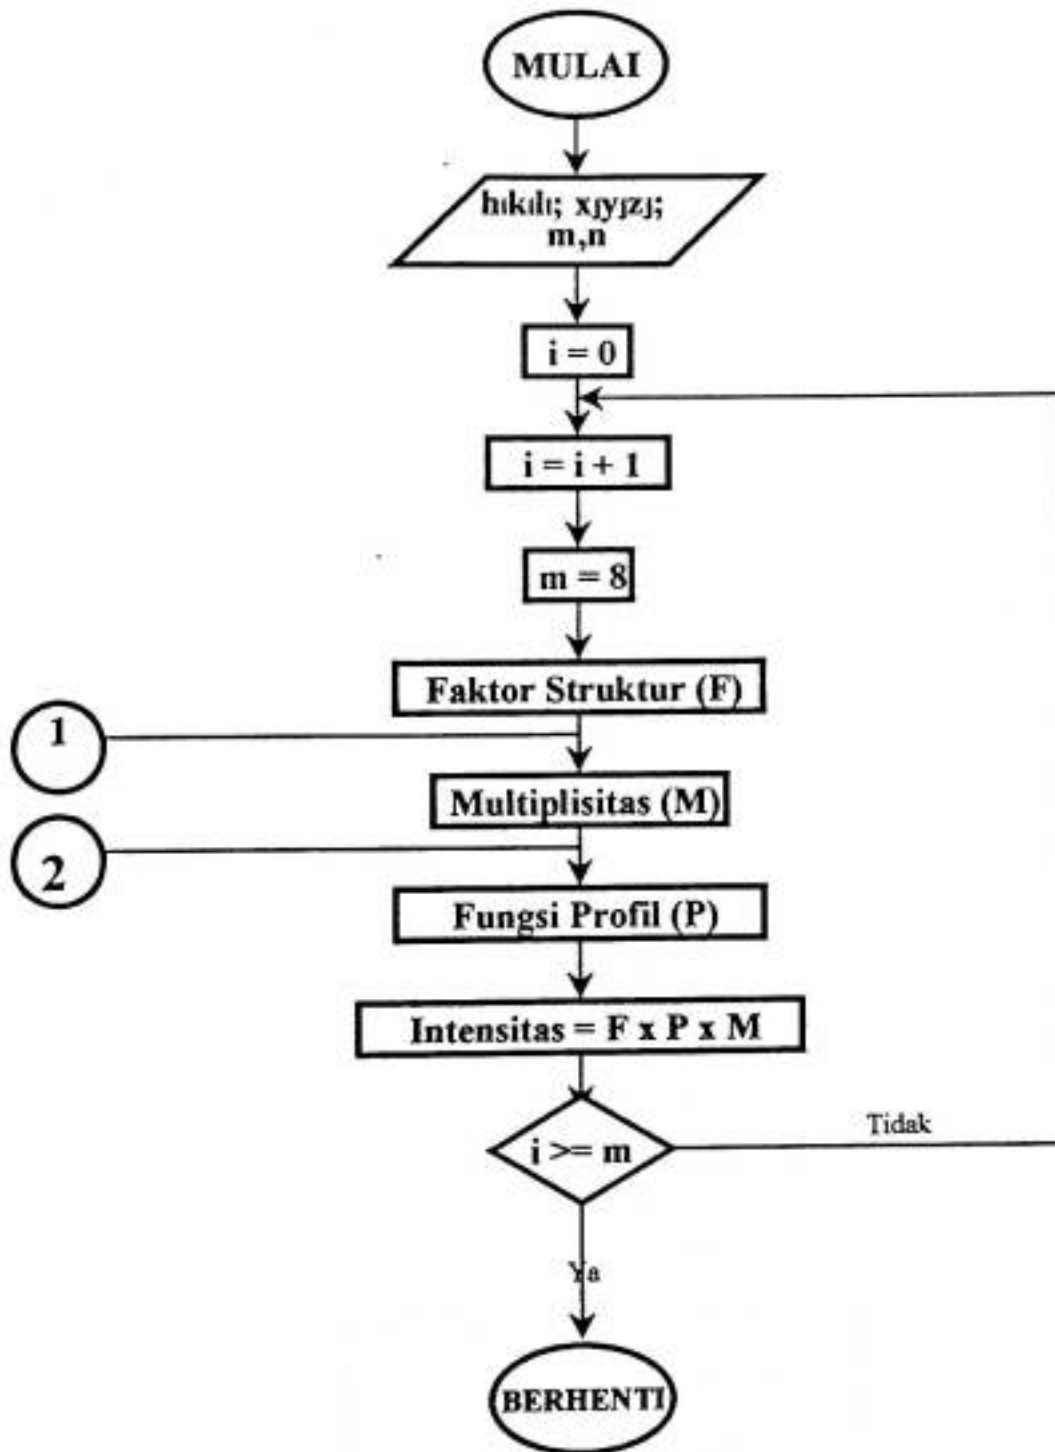 MULAI
hıkılı; xJyJzJ;
m,n
i = 0
i = i + 1
m = 8
Faktor Struktur (F)
1
Multiplisitas (M)
2
Fungsi Profil (P)
Intensitas = F x P x M
i >= m
Tidak
Ya
BERHENTI